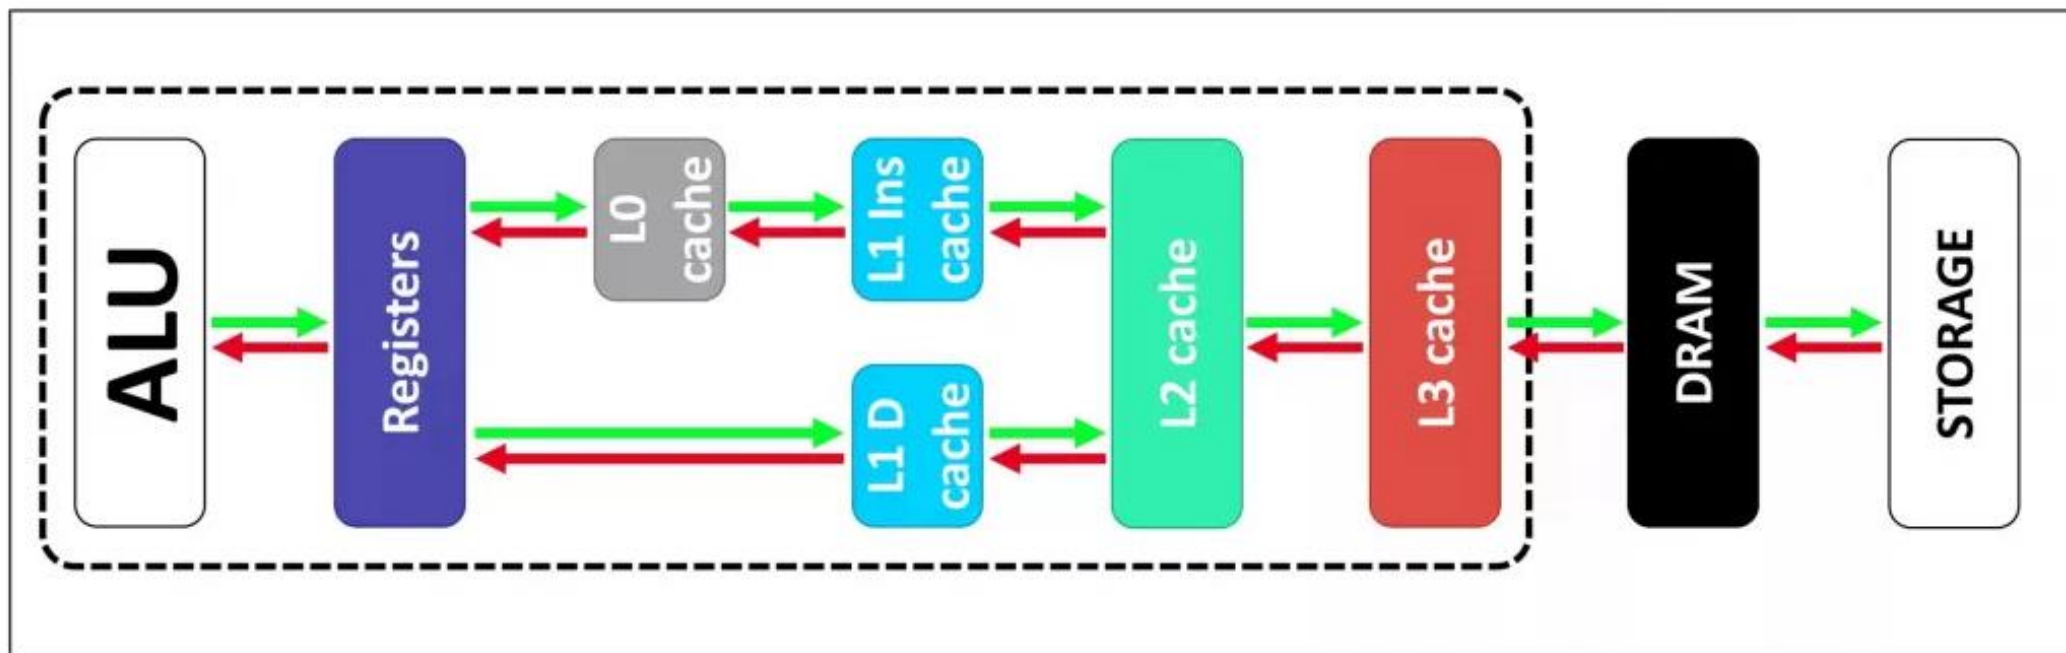 ALU
Registers
L0
cache
L1 Ins
cache
L1 D
cache
L2 cache
L3 cache
DRAM
STORAGE